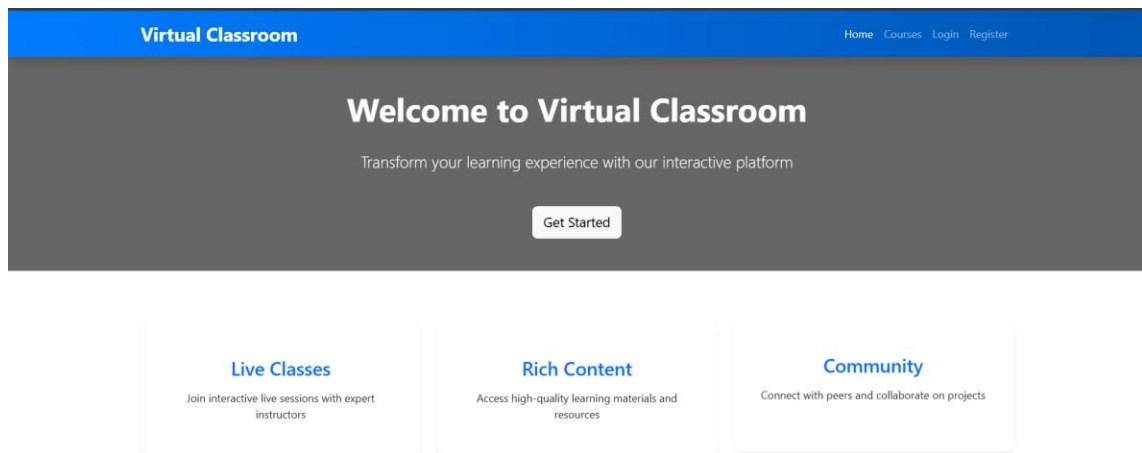 Virtual Classroom
Home Courses Login Register
Welcome to Virtual Classroom
Transform your learning experience with our interactive platform
Get Started
Live Classes
Join interactive live sessions with expert
instructors
Rich Content
Access high-quality learning materials and
resources
Community
Connect with peers and collaborate on projects